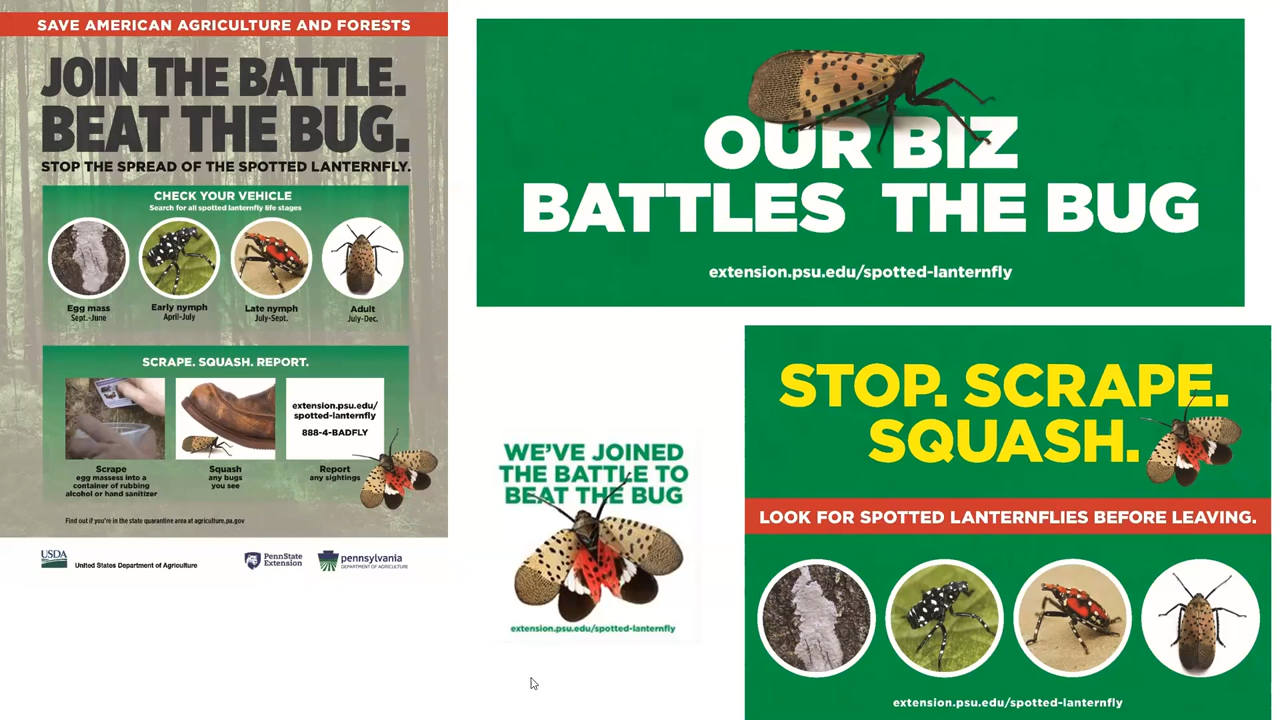 SAVE AMERICAN AGRICULTURE AND FORESTS
JOIN THE BATTLE.
BEAT THE BUG.
STOP THE SPREAD OF THE SPOTTED LANTERNFLY.
CHECK YOUR VEHICLE
Search for all spotted lanternfly life stages
Egg mass
Sept.-June
Early nymph
April-July
Late nymph
July-Sept.
Adult
July-Dec.
SCRAPE. SQUASH. REPORT.
extension.psu.edu/
spotted-lanternfly
888-4-BADFLY
Scrape
egg massess into a
container of rubbing
alcohol or hand sanitizer
Squash
any bugs
you see
Report
any sightings
Find out if you're in the state quarantine area at agriculture.pa.gov
USDA
United States Department of Agriculture
PennState
Extension
pennsylvania
DEPARTMENT OF AGRICULTURE
OUR BIZ
BATTLES THE BUG
extension.psu.edu/spotted-lanternfly
WE'VE JOINED
THE BATTLE TO
BEAT THE BUG
extension.psu.edu/spotted-lanternfly
STOP. SCRAPE.
SQUASH.
LOOK FOR SPOTTED LANTERNFLIES BEFORE LEAVING.
extension.psu.edu/spotted-lanternfly